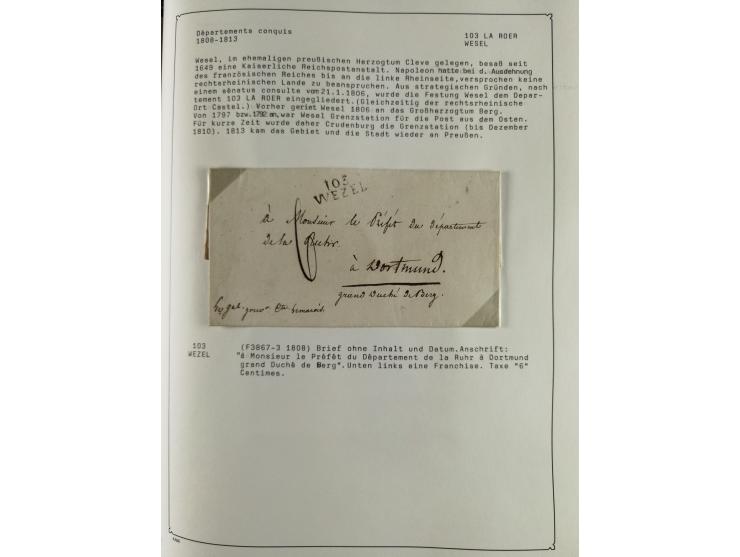 Départements conquis
1808-1813
103 LA ROER
WESEL
Wesel, im ehemaligen preußischen Herzogtum Cleve gelegen, besaß seit
1649 eine Kaiserliche Reichspostanstalt. Napoleon hatte bei d. Ausdehnung
des französischen Reiches bis an die linke Rheinseite,versprochen keine
rechtsrheinischen Lande zu beanspruchen. Aus strategischen Gründen, nach
einem sénatus consulte vom 21.1.1806, wurde die Festung Wesel dem Depar-
tement 103 LA ROER eingegliedert.(Gleichzeitig der rechtsrheinische
Ort Castel.) Vorher geriet Wesel 1806 an das Großherzogtum Berg.
Von 1797 bzw.1792 an,war Wesel Grenzstation für die Post aus dem Osten.
Für kurze Zeit wurde daher Crudenburg die Grenzstation (bis Dezember
1810). 1813 kam das Gebiet und die Stadt wieder an Preußen.
103
WEZEL
à Monsieur le Préfét du département
de la Ruhr.
à Dortmund.
grand Duché de Berg.
103
WEZEL
(F3867-3 1808) Brief ohne Inhalt und Datum.Anschrift:
"á Monsieur le Préfét du Département de la Ruhr à Dortmund
grand Duché de Berg".Unten links eine Franchise. Taxe "6"
Centimes.